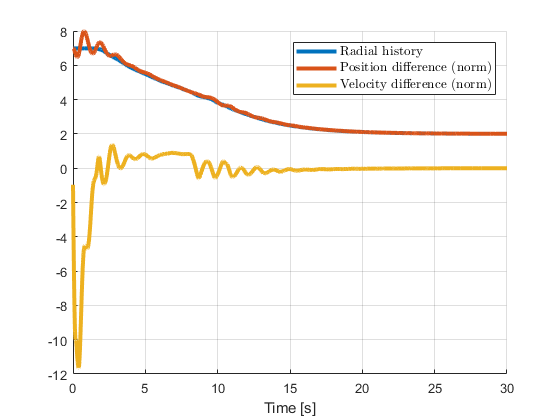 8
6
4
2
0
-2
-4
-6
-8
-10
-12
0 5 10 15 20 25 30
Time [s]
Radial history
Position difference (norm)
Velocity difference (norm)